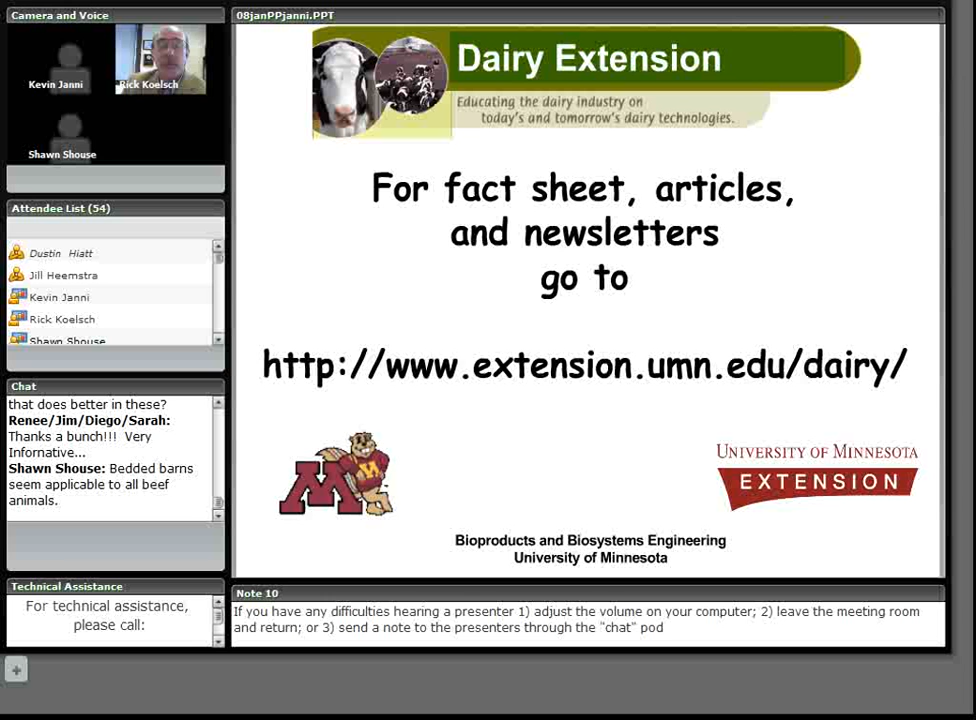 Camera and Voice
Kevin Janni
Rick Koelsch
Shawn Shouse
Attendee List (54)
Dustin Hiatt
Jill Heemstra
Kevin Janni
Rick Koelsch
Shawn Shouse
Chat
that does better in these?
Renee/Jim/Diego/Sarah:
Thanks a bunch!!! Very
Infornative...
Shawn Shouse: Bedded barns
seem applicable to all beef
animals.
Technical Assistance
For technical assistance,
please call:
08janPPjanni.PPT
Dairy Extension
Educating the dairy industry on
today's and tomorrow's dairy technologies.
For fact sheet, articles,
and newsletters
go to
http://www.extension.umn.edu/dairy/
M
UNIVERSITY OF MINNESOTA
EXTENSION
Bioproducts and Biosystems Engineering
University of Minnesota
Note 10
If you have any difficulties hearing a presenter 1) adjust the volume on your computer; 2) leave the meeting room
and return; or 3) send a note to the presenters through the "chat" pod